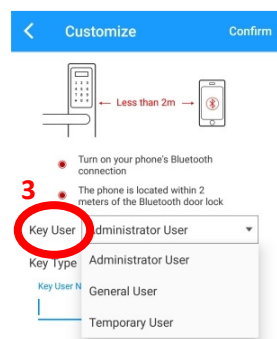 Customize Confirm
Less than 2m
Turn on your phone's Bluetooth
connection
The phone is located within 2
meters of the Bluetooth door lock
3
Key User Administrator User
Key Type
Administrator User
Key User N
General User
Temporary User